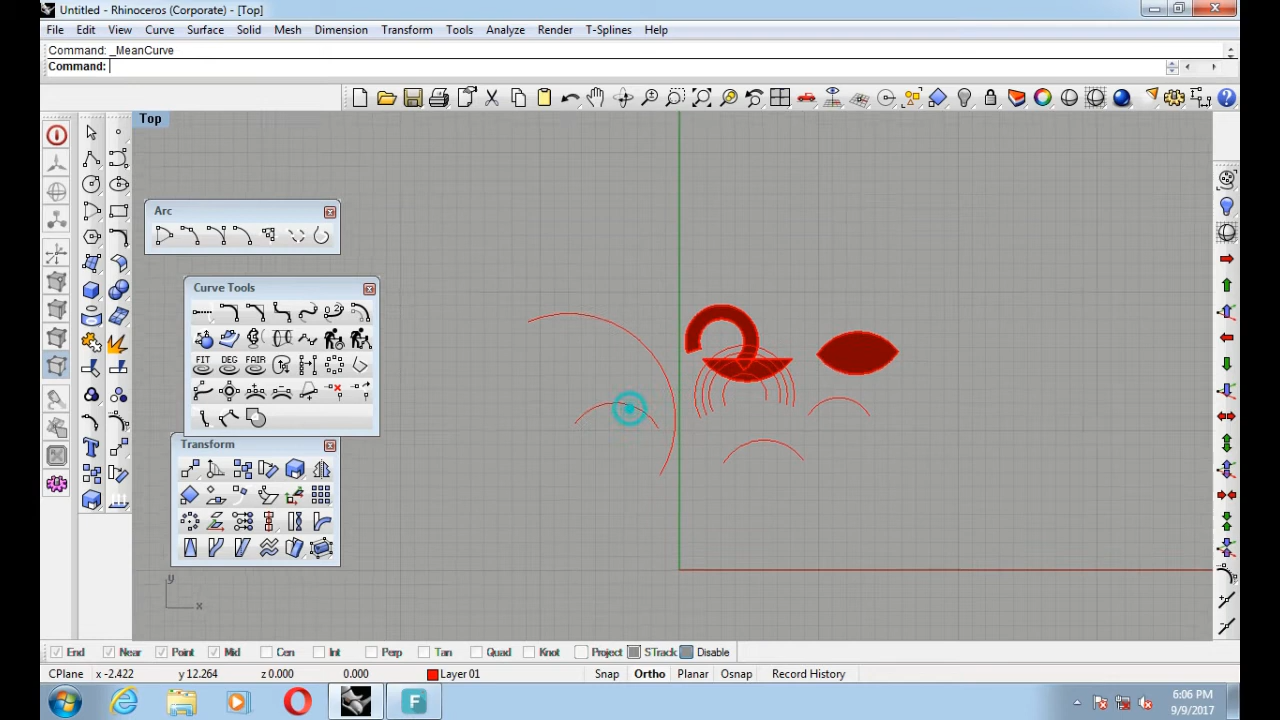 Untitled - Rhinoceros (Corporate) - [Top]
File Edit View Curve Surface Solid Mesh Dimension Transform Tools Analyze Render T-Splines Help
Command: _MeanCurve
Command:
Top
Arc
Curve Tools
FIT DEG FAIR
Transform
y
x
End Near Point Mid Cen Int Perp Tan Quad Knot Project STrack Disable
CPlane x -2.422 y 12.264 z 0.000 0.000 Layer 01 Snap Ortho Planar Osnap Record History
F
6:06 PM
9/9/2017